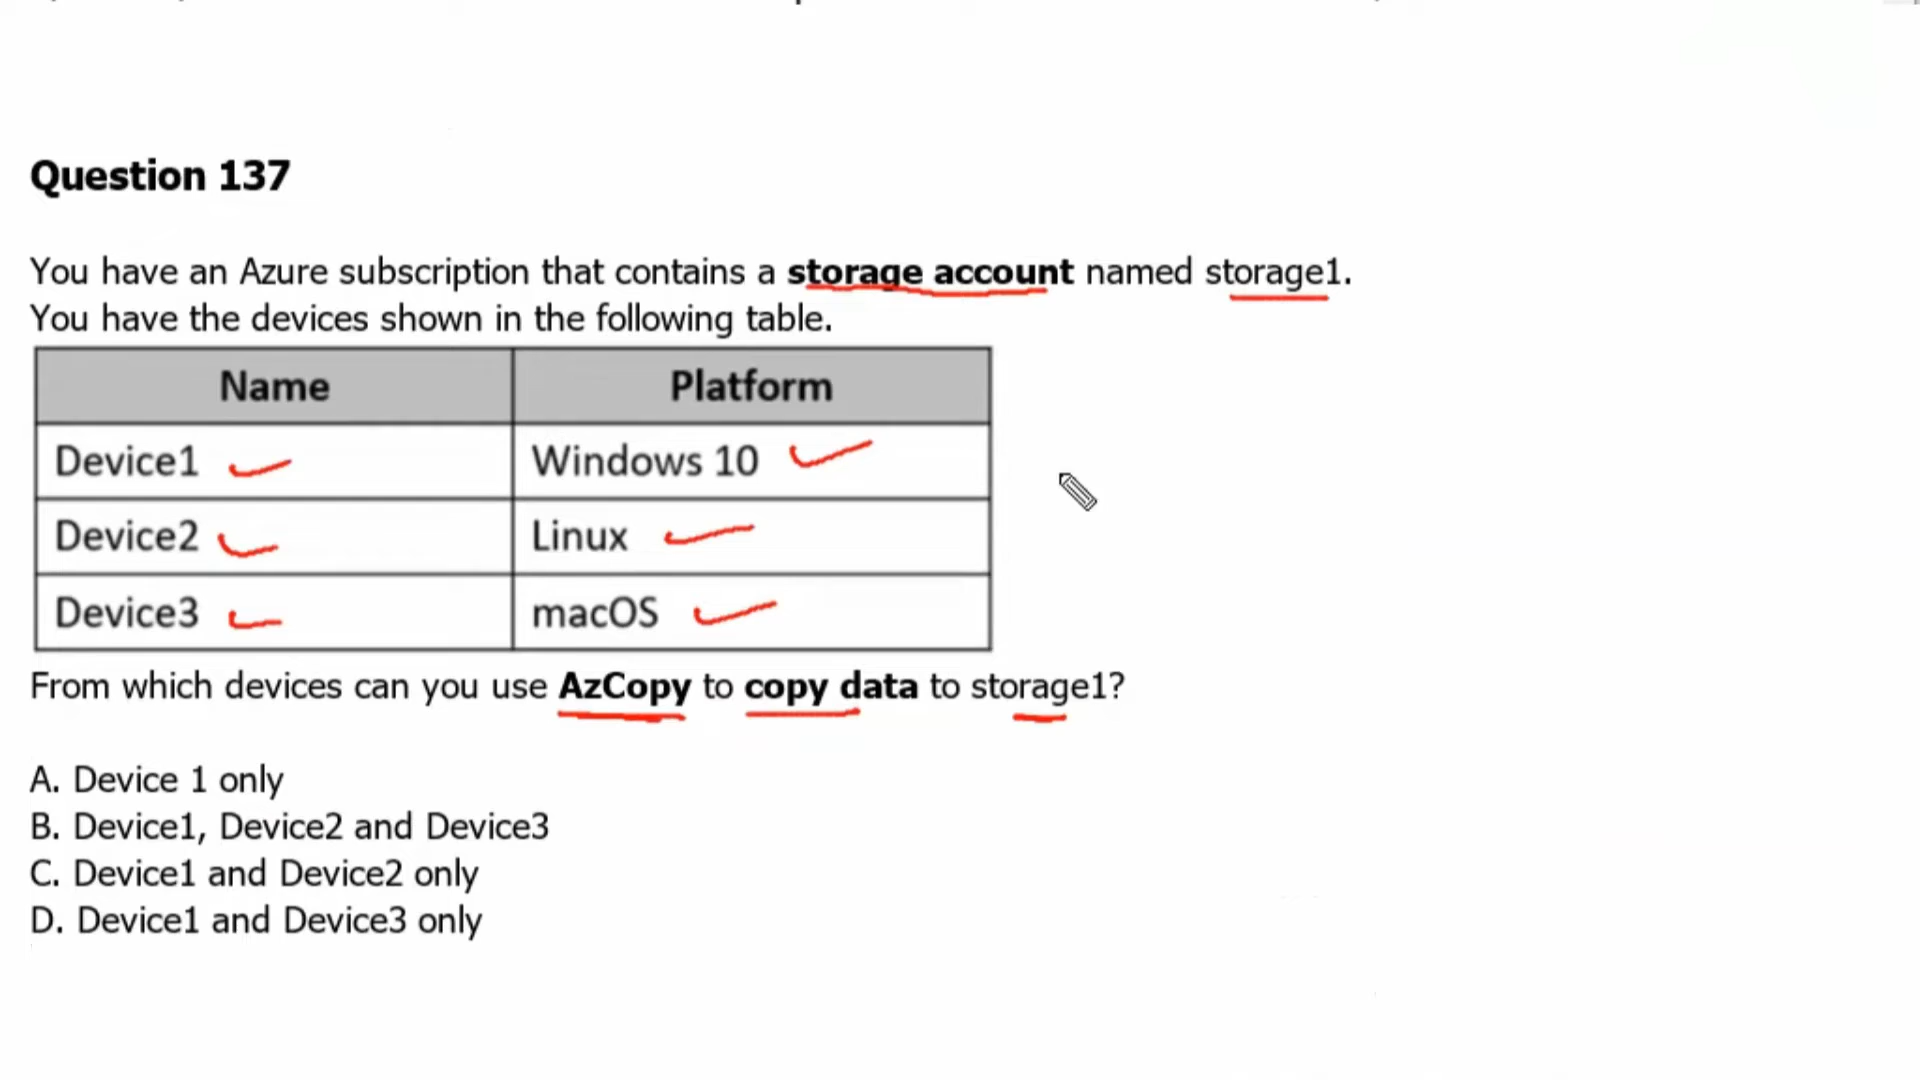 Question 137
You have an Azure subscription that contains a storage account named storage1.
You have the devices shown in the following table.
Name Platform
Device1 Windows 10
Device2 Linux
Device3 macOS
From which devices can you use AzCopy to copy data to storage1?
A. Device 1 only
B. Device1, Device2 and Device3
C. Device1 and Device2 only
D. Device1 and Device3 only